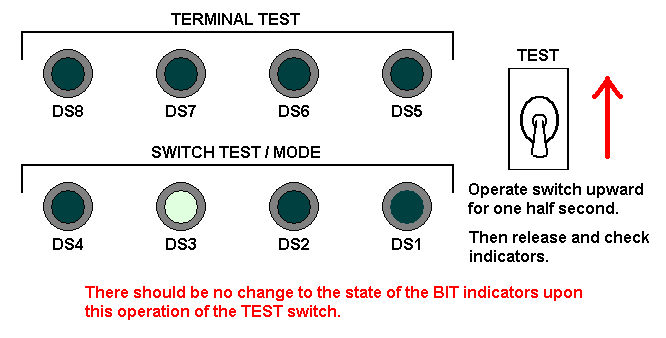 TERMINAL TEST
TEST
DS8 DS7 DS6 DS5
SWITCH TEST / MODE
DS4 DS3 DS2 DS1
Operate switch upward
for one half second.
Then release and check
indicators.
There should be no change to the state of the BIT indicators upon
this operation of the TEST switch.